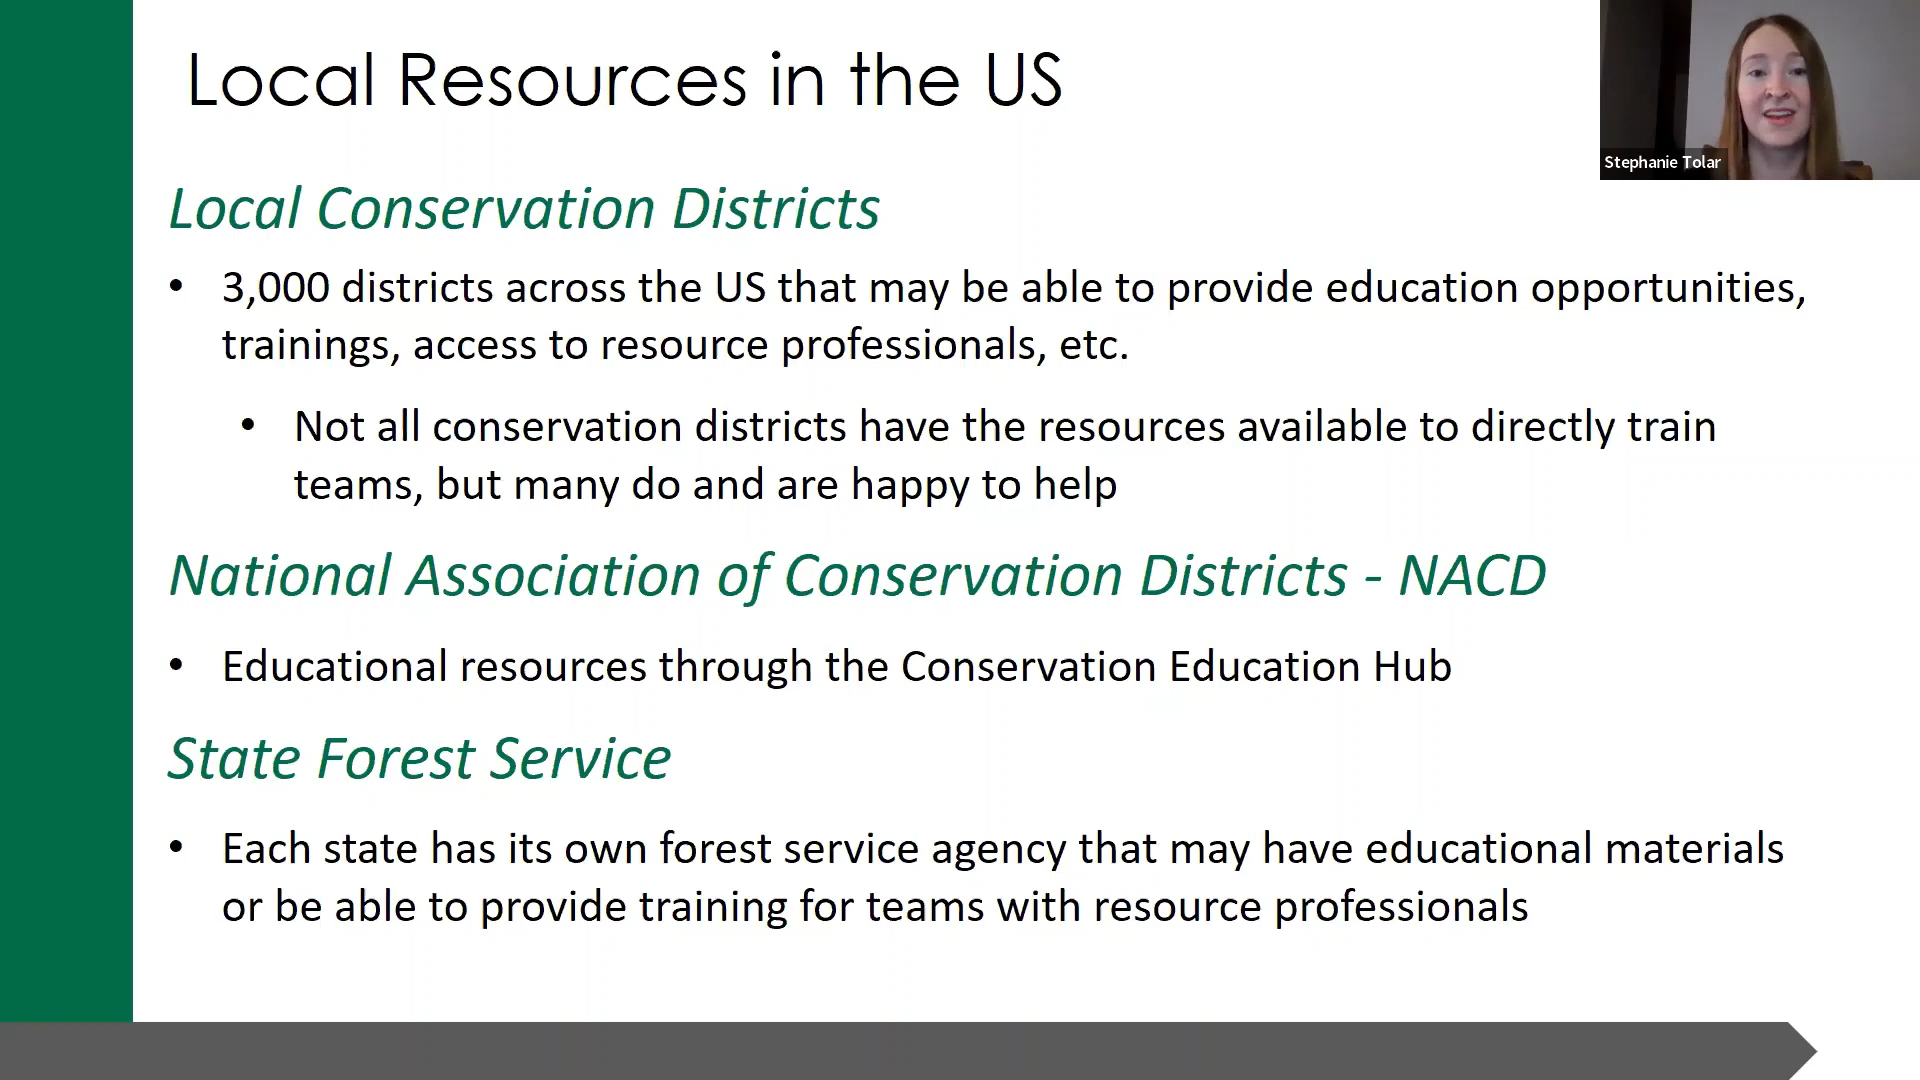 Local Resources in the US
Stephanie Tolar
Local Conservation Districts
• 3,000 districts across the US that may be able to provide education opportunities,
trainings, access to resource professionals, etc.
• Not all conservation districts have the resources available to directly train
teams, but many do and are happy to help
National Association of Conservation Districts - NACD
• Educational resources through the Conservation Education Hub
State Forest Service
• Each state has its own forest service agency that may have educational materials
or be able to provide training for teams with resource professionals